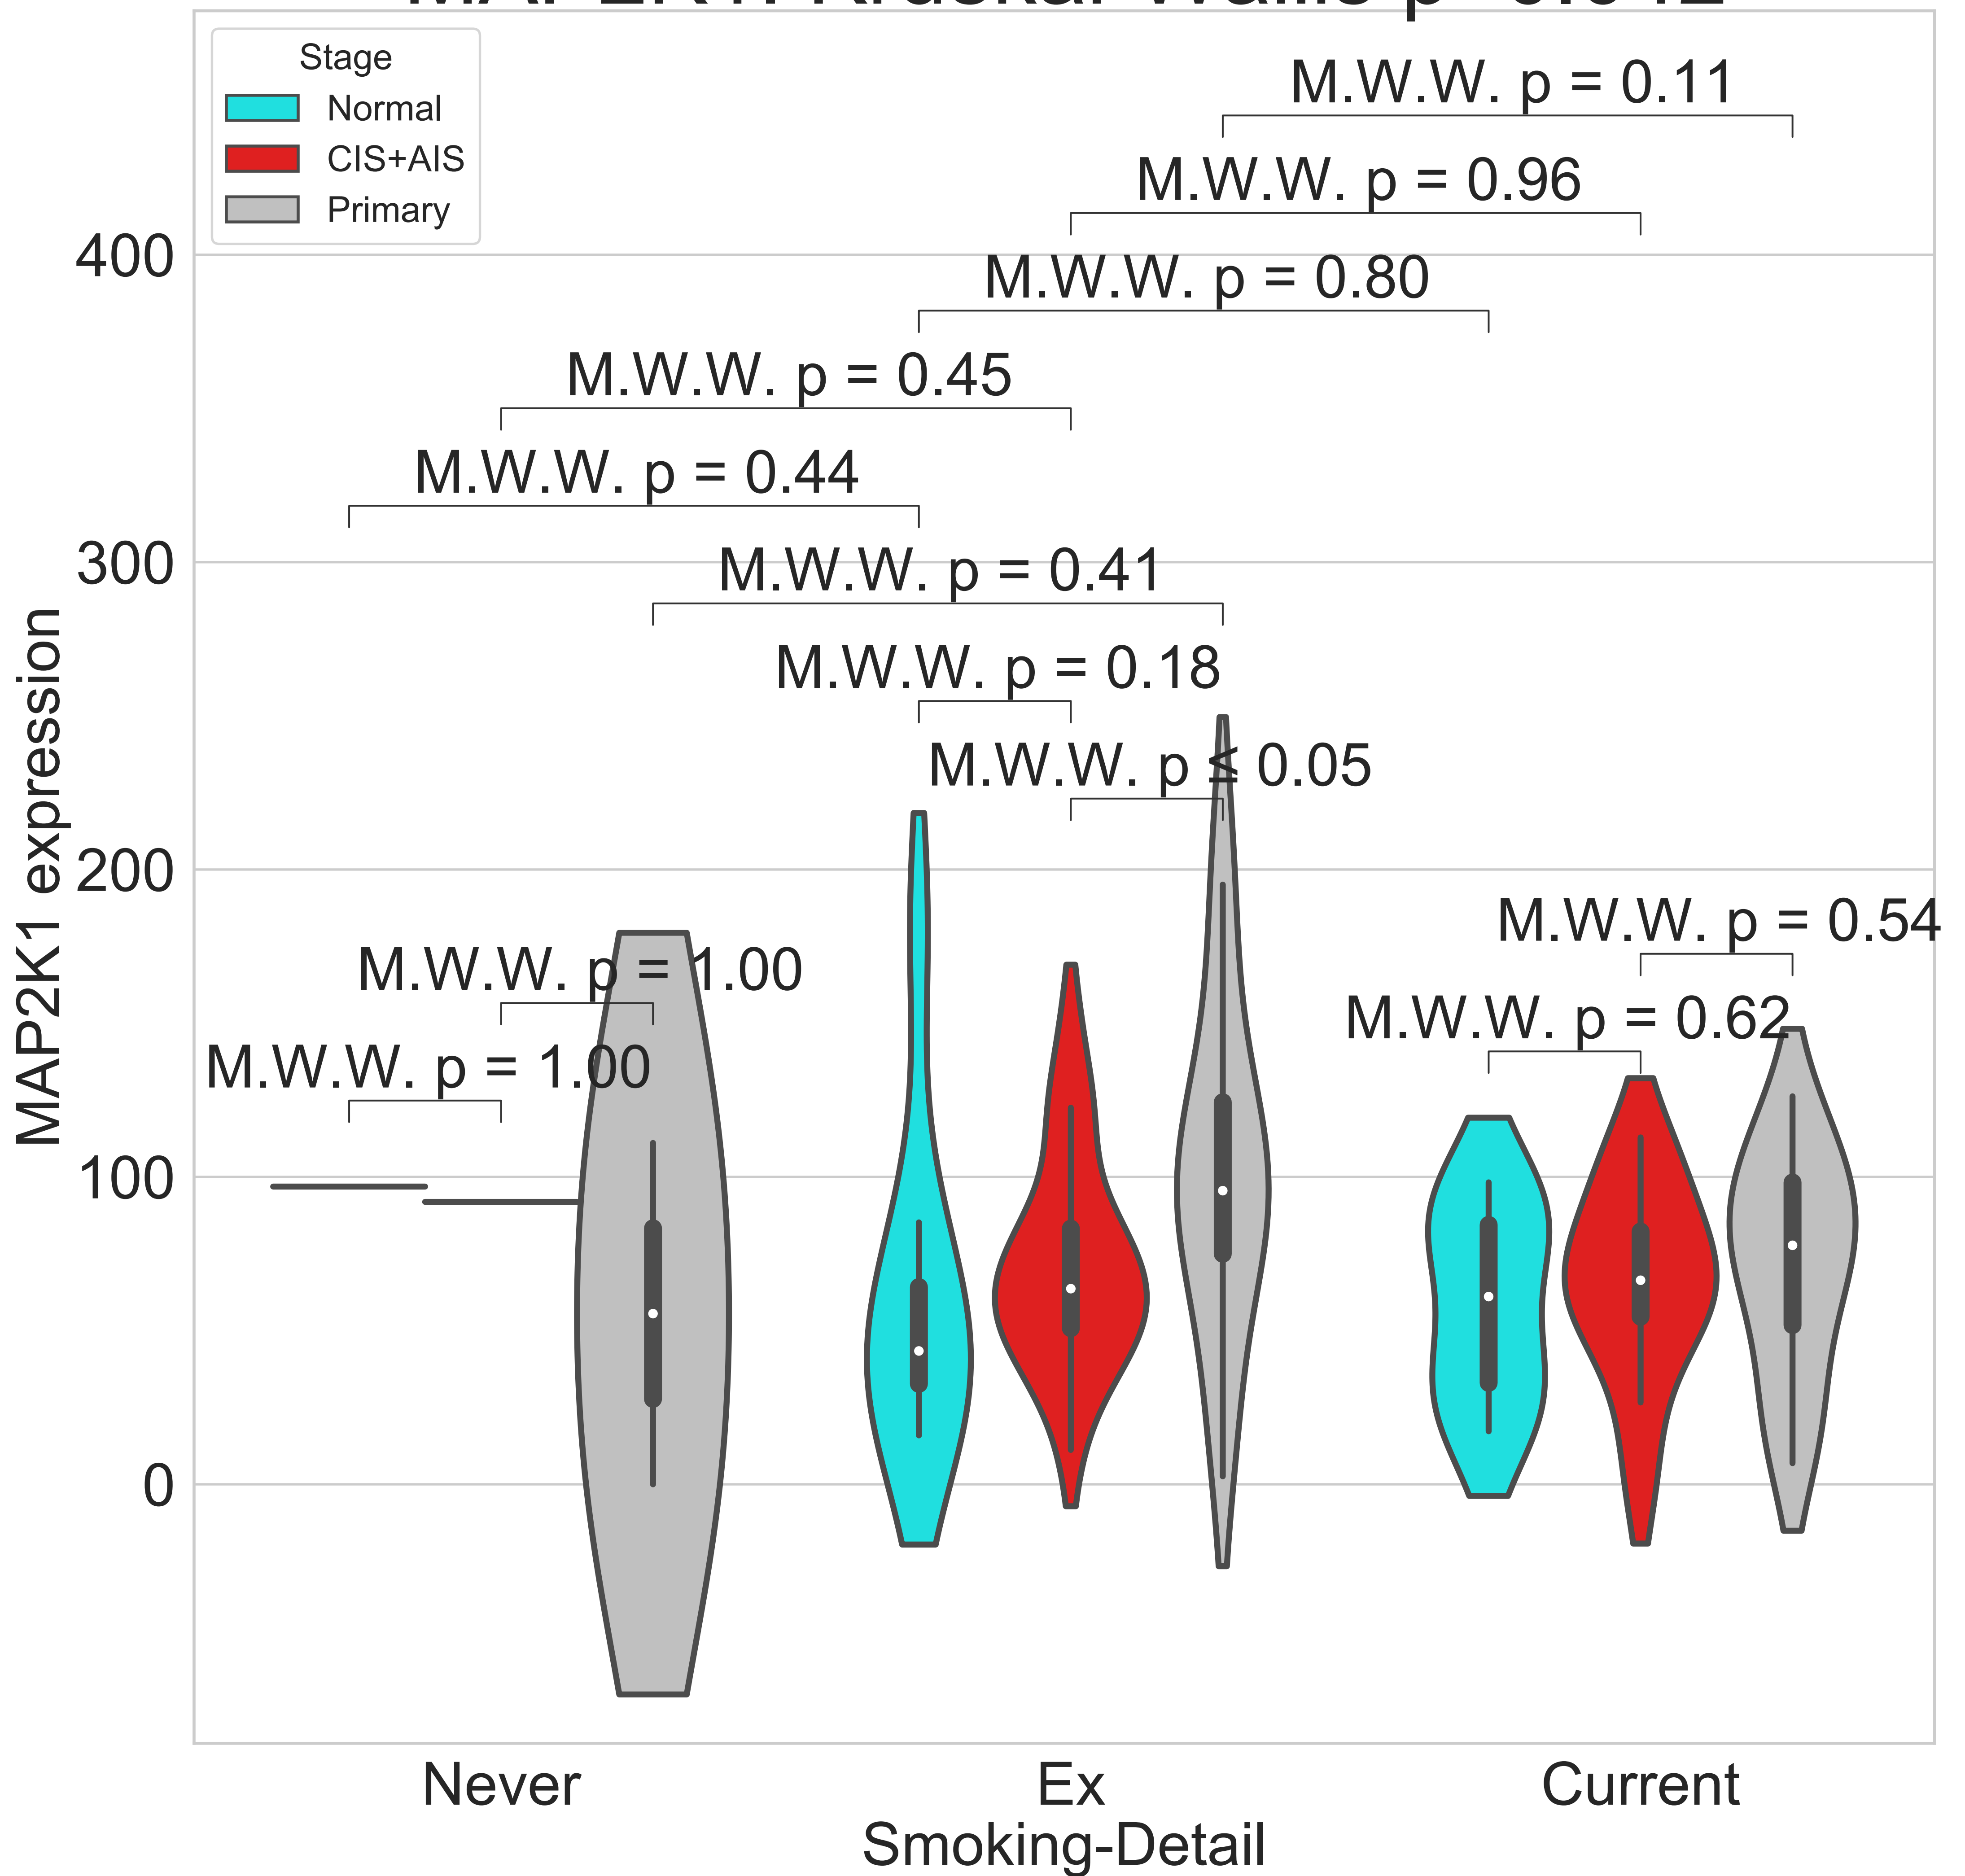 Stage
Normal
CIS+AIS
Primary
M.W.W. p = 0.11
M.W.W. p = 0.96
400
M.W.W. p = 0.80
M.W.W. p = 0.45
M.W.W. p = 0.44
300
M.W.W. p = 0.41
M.W.W. p = 0.18
M.W.W. p ≤ 0.05
MAP2K1 expression
200
M.W.W. p = 0.54
M.W.W. p = 1.00
M.W.W. p = 0.62
M.W.W. p = 1.00
100
0
Never
Ex
Current
Smoking-Detail